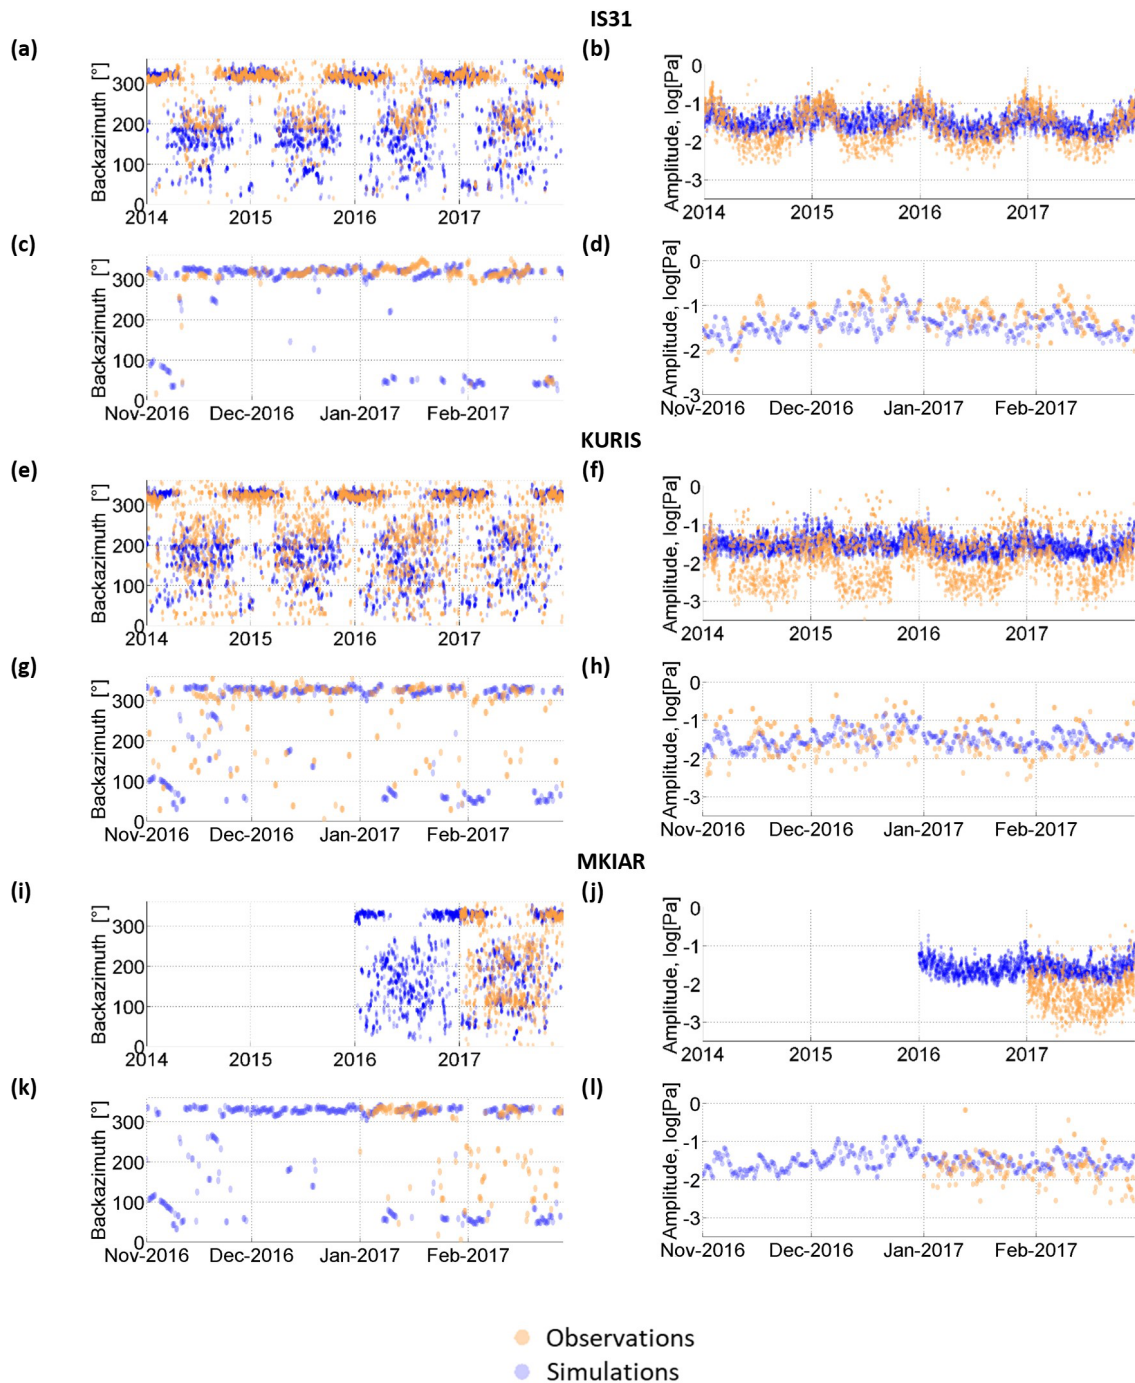 IS31
(a)
Backazimuth [°]
300
200
100
0
2014 2015 2016 2017
(b)
Amplitude, log[Pa]
0
-1
-2
-3
2014 2015 2016 2017
(c)
Backazimuth [°]
300
200
100
0
Nov-2016 Dec-2016 Jan-2017 Feb-2017
(d)
Amplitude, log[Pa]
0
-1
-2
-3
Nov-2016 Dec-2016 Jan-2017 Feb-2017
KURIS
(e)
Backazimuth [°]
300
200
100
0
2014 2015 2016 2017
(f)
Amplitude, log[Pa]
0
-1
-2
-3
2014 2015 2016 2017
(g)
Backazimuth [°]
300
200
100
0
Nov-2016 Dec-2016 Jan-2017 Feb-2017
(h)
Amplitude, log[Pa]
0
-1
-2
-3
Nov-2016 Dec-2016 Jan-2017 Feb-2017
MKIAR
(i)
Backazimuth [°]
300
200
100
0
2014 2015 2016 2017
(j)
Amplitude, log[Pa]
0
-1
-2
-3
2014 2015 2016 2017
(k)
Backazimuth [°]
300
200
100
0
Nov-2016 Dec-2016 Jan-2017 Feb-2017
(l)
Amplitude, log[Pa]
0
-1
-2
-3
Nov-2016 Dec-2016 Jan-2017 Feb-2017
Observations
Simulations